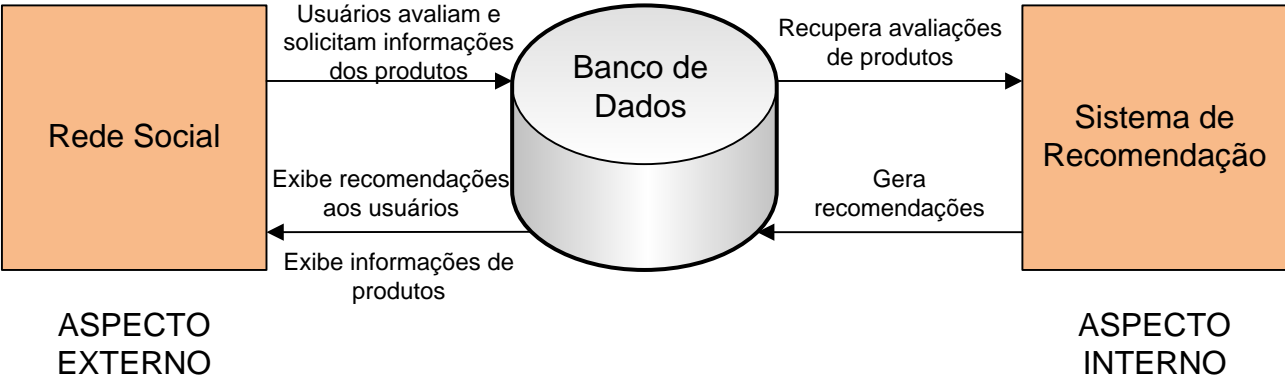 Rede Social
Usuários avaliam e
solicitam informações
dos produtos
Exibe recomendações
aos usuários
Exibe informações de
produtos
Banco de
Dados
Recupera avaliações
de produtos
Gera
recomendações
Sistema de
Recomendação
ASPECTO
EXTERNO
ASPECTO
INTERNO